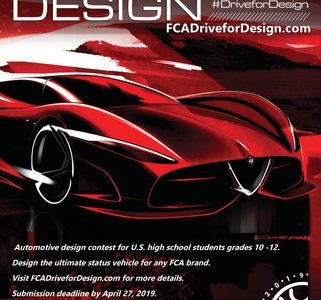 DESIGN
#DriveforDesign
FCADriveforDesign.com
Automotive design contest for U.S. high school students grades 10 -12.
Design the ultimate status vehicle for any FCA brand.
Visit FCADriveforDesign.com for more details.
Submission deadline by April 27, 2019.
2019